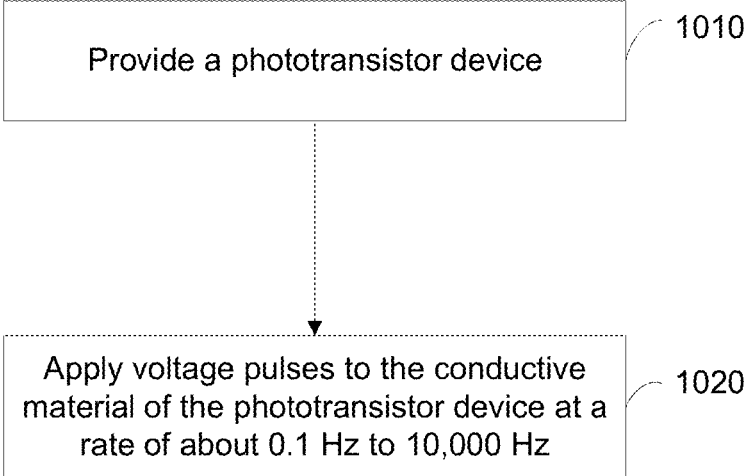 Provide a phototransistor device
1010
Apply voltage pulses to the conductive
material of the phototransistor device at a
rate of about 0.1 Hz to 10,000 Hz
1020